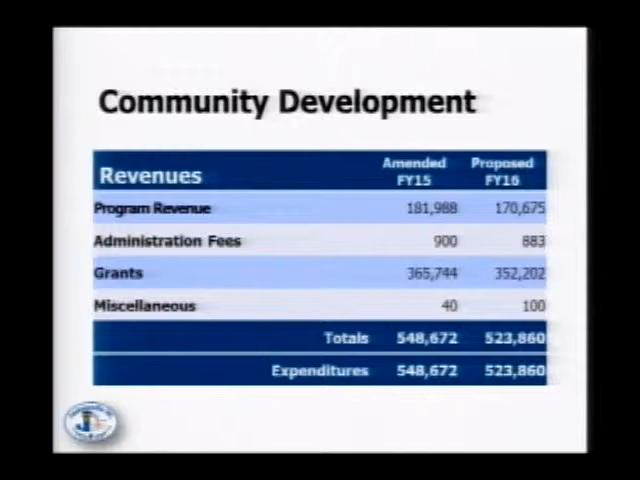 Community Development
Revenues Amended FY15 Proposed FY16
Program Revenue 181,988 170,675
Administration Fees 900 883
Grants 365,744 352,202
Miscellaneous 40 100
Totals 548,672 523,860
Expenditures 548,672 523,860